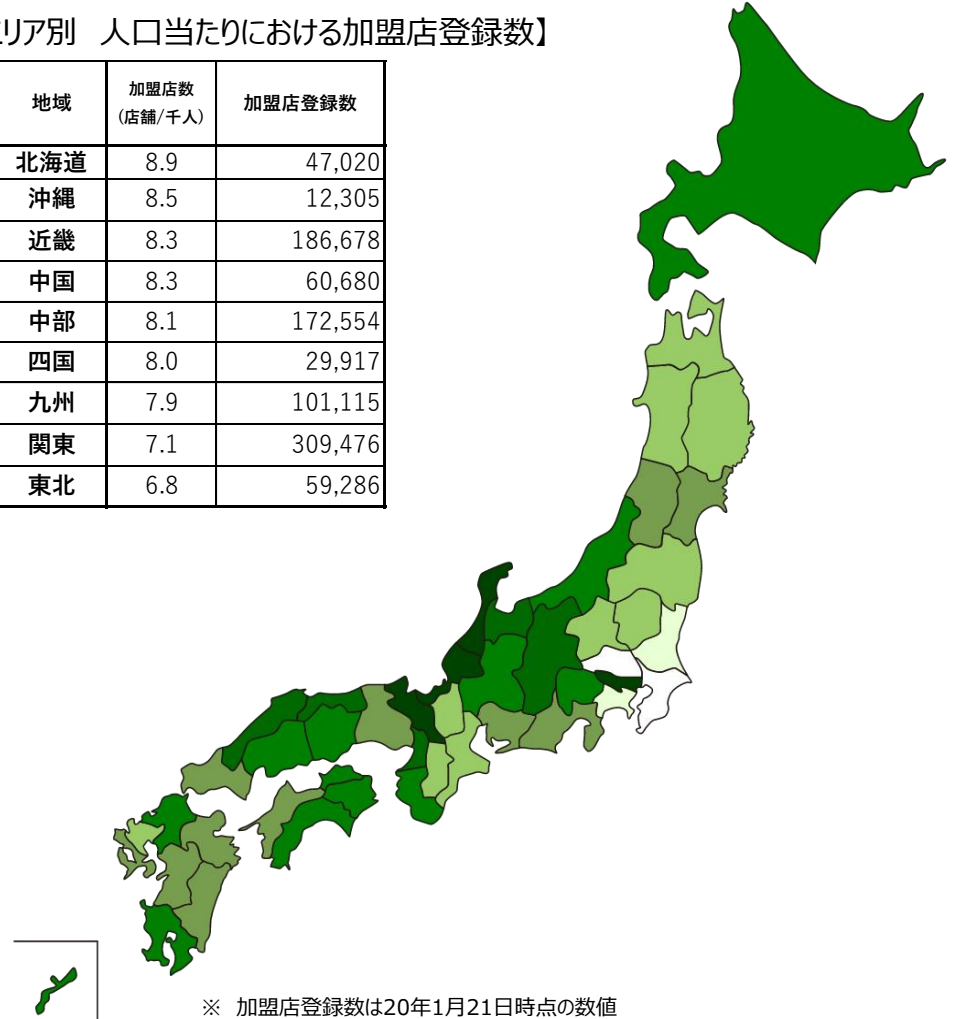 リア別 人口当たりにおける加盟店登録数】
地域 加盟店数 (店舗/千人) 加盟店登録数
北海道 8.9 47,020
沖縄 8.5 12,305
近畿 8.3 186,678
中国 8.3 60,680
中部 8.1 172,554
四国 8.0 29,917
九州 7.9 101,115
関東 7.1 309,476
東北 6.8 59,286
※ 加盟店登録数は20年1月21日時点の数値